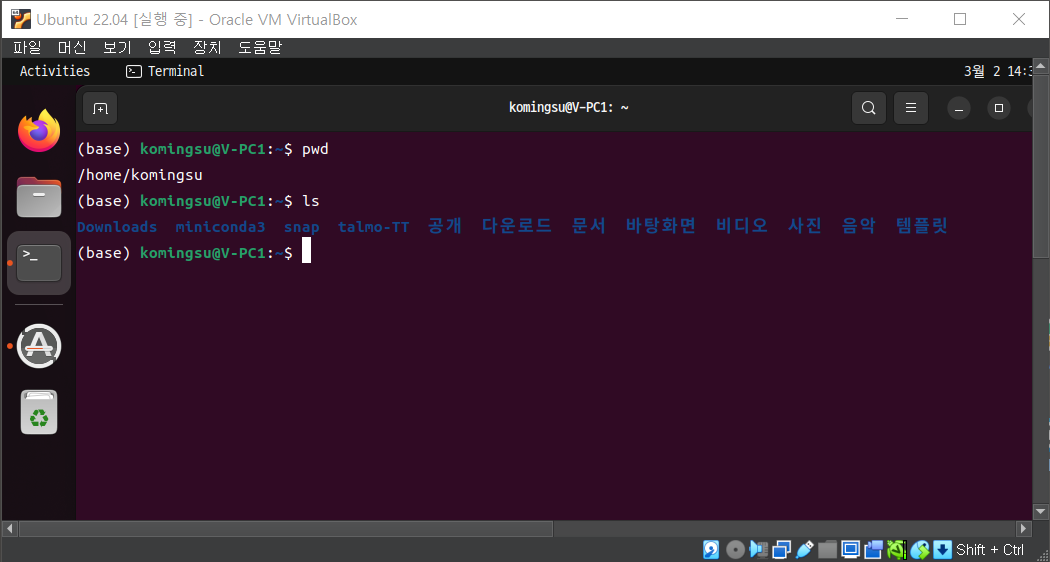 Ubuntu 22.04 [실행 중] - Oracle VM VirtualBox
파일 머신 보기 입력 장치 도움말
Activities Terminal 3월 2 14:3
komingsu@V-PC1: ~
(base) komingsu@V-PC1:~$ pwd
/home/komingsu
(base) komingsu@V-PC1:~$ ls
Downloads miniconda3 snap talmo-TT 공개 다운로드 문서 바탕화면 비디오 사진 음악 템플릿
(base) komingsu@V-PC1:~$
Shift + Ctrl